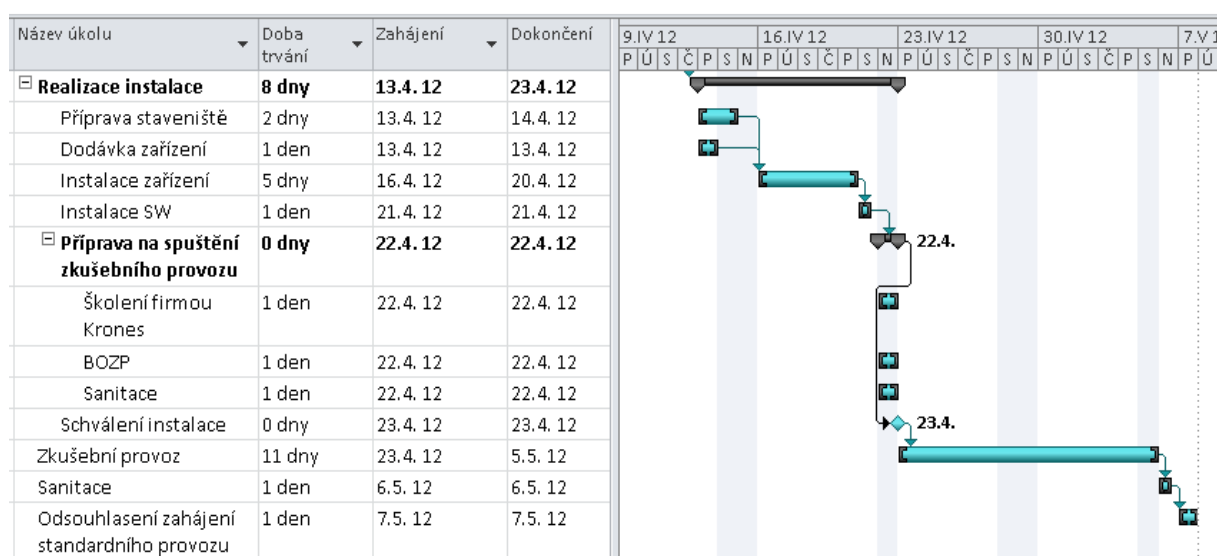 Název úkolu Doba trvání Zahájení Dokončení
9.IV 12 16.IV 12 23.IV 12 30.IV 12 7.V 1
P Ú S Č P S N P Ú S Č P S N P Ú S Č P S N P Ú S Č P S N P Ú
Realizace instalace 8 dny 13.4. 12 23.4. 12
Příprava staveniště 2 dny 13.4. 12 14.4. 12
Dodávka zařízení 1 den 13.4. 12 13.4. 12
Instalace zařízení 5 dny 16.4. 12 20.4. 12
Instalace SW 1 den 21.4. 12 21.4. 12
Příprava na spuštění 0 dny 22.4. 12 22.4. 12 22.4.
zkušebního provozu
Školení firmou 1 den 22.4. 12 22.4. 12
Krones
BOZP 1 den 22.4. 12 22.4. 12
Sanitace 1 den 22.4. 12 22.4. 12
Schválení instalace 0 dny 23.4. 12 23.4. 12 23.4.
Zkušební provoz 11 dny 23.4. 12 5.5. 12
Sanitace 1 den 6.5. 12 6.5. 12
Odsouhlasení zahájení 1 den 7.5. 12 7.5. 12
standardního provozu